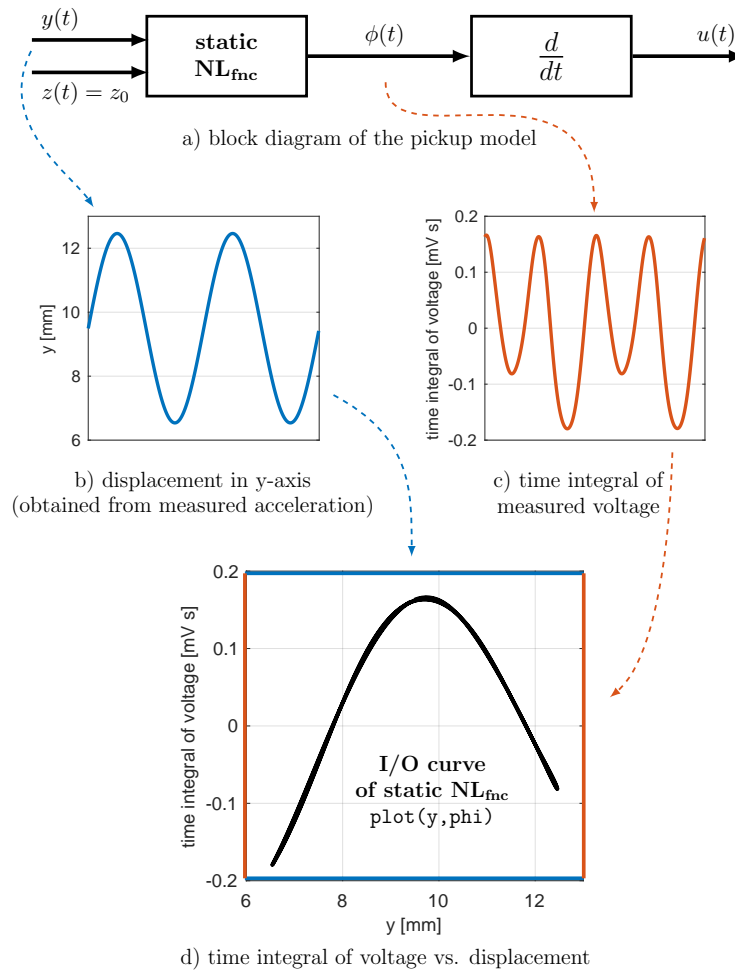 y(t)
z(t) = z₀
static
NL_fnc
ϕ(t)
d
dt
u(t)
a) block diagram of the pickup model
y [mm]
12
10
8
6
time integral of voltage [mV s]
0.2
0.1
0
-0.1
-0.2
b) displacement in y-axis
(obtained from measured acceleration)
c) time integral of
measured voltage
time integral of voltage [mV s]
0.2
0.1
0
-0.1
-0.2
I/O curve
of static NL_fnc
plot(y,phi)
6 8 10 12
y [mm]
d) time integral of voltage vs. displacement